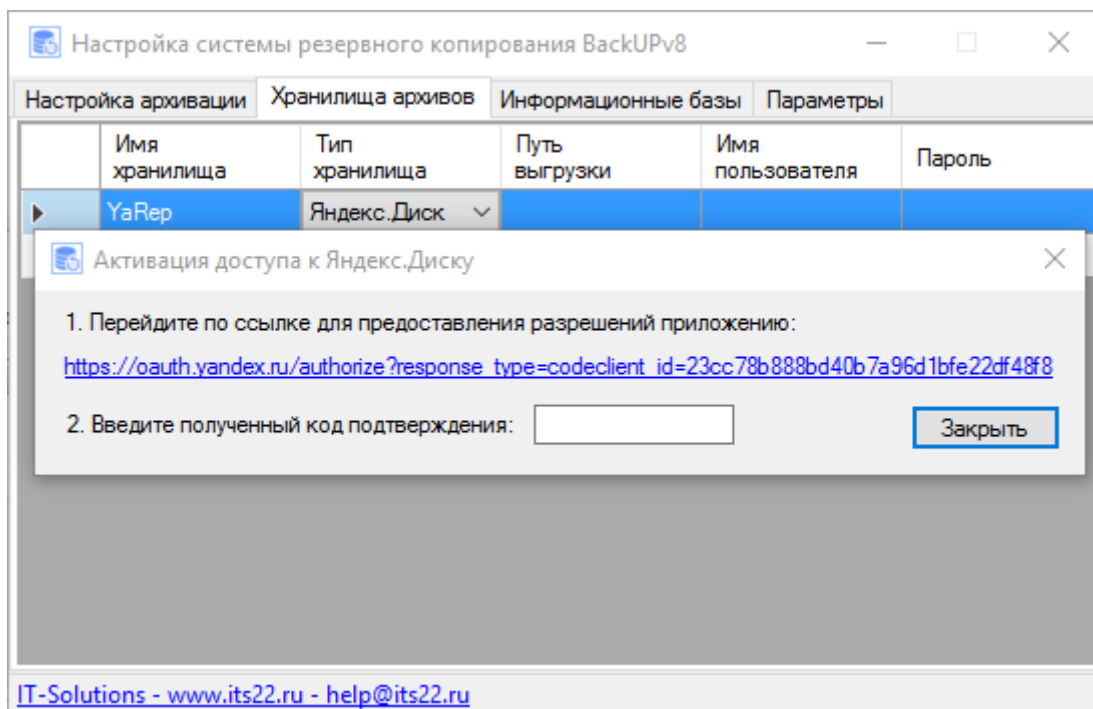 Настройка системы резервного копирования BackUPv8
Настройка архивации Хранилища архивов Информационные базы Параметры
Имя хранилища Тип хранилища Путь выгрузки Имя пользователя Пароль
YaRep Яндекс.Диск
Активация доступа к Яндекс.Диску
1. Перейдите по ссылке для предоставления разрешений приложению:
https://oauth.yandex.ru/authorize?response_type=codeclient_id=23cc78b888bd40b7a96d1bfe22df48f8
2. Введите полученный код подтверждения:
Закрыть
IT-Solutions - www.its22.ru - help@its22.ru